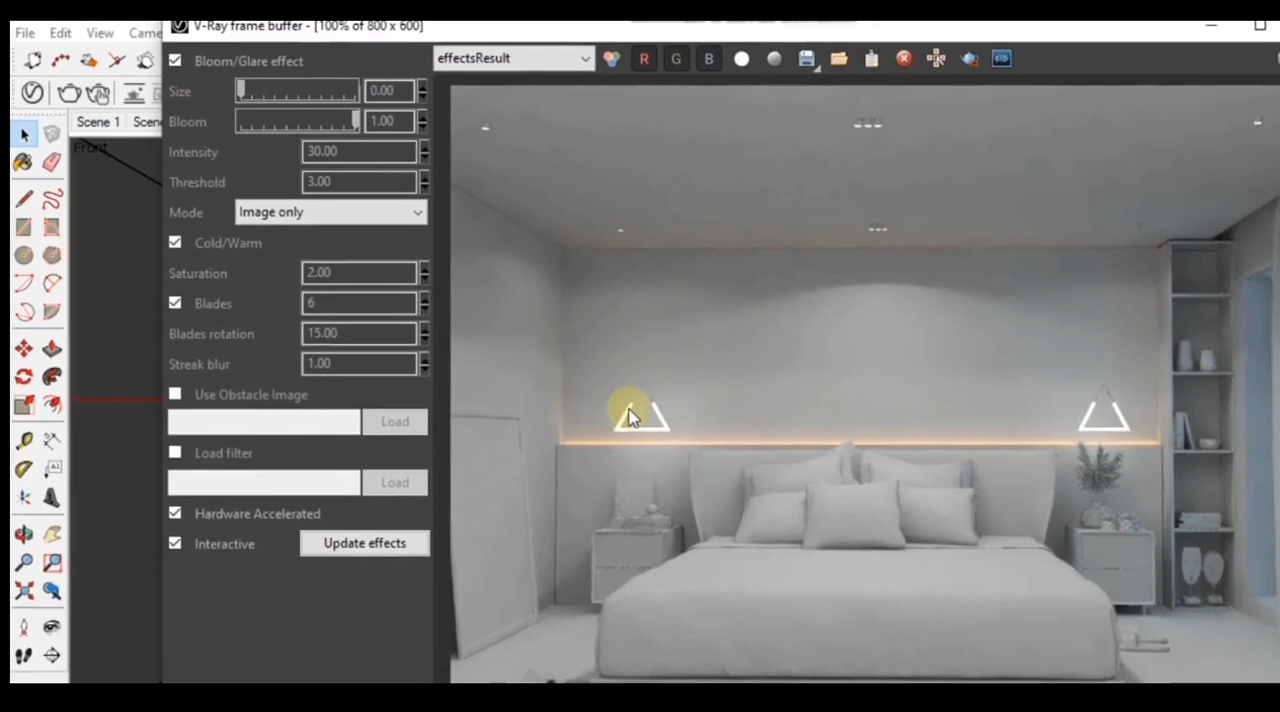 V-Ray frame buffer - [100% of 800 x 600]
File Edit View Came
Bloom/Glare effect
effectsResult
R G B
Size 0.00
Scene 1 Scene
Bloom 1.00
Front
Intensity 30.00
Threshold 3.00
Mode Image only
Cold/Warm
Saturation 2.00
Blades 6
Blades rotation 15.00
Streak blur 1.00
Use Obstacle Image
Load
Load filter
Load
Hardware Accelerated
Interactive Update effects